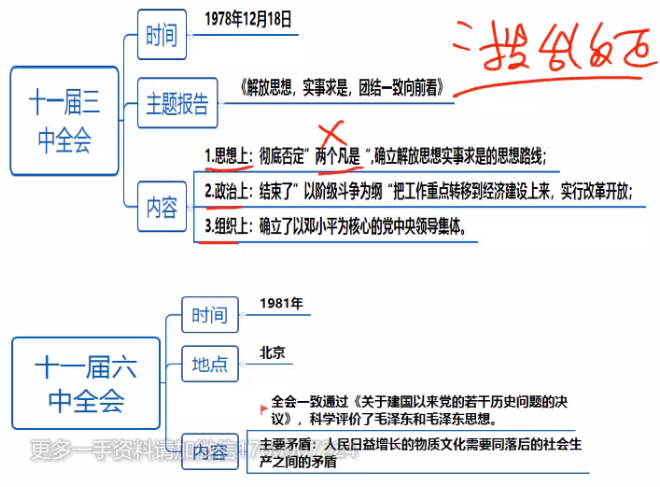 时间
1978年12月18日
拨乱反正
十一届三
中全会
主题报告
《解放思想，实事求是，团结一致向前看》
内容
1.思想上：彻底否定”两个凡是“,确立解放思想实事求是的思想路线；
2.政治上：结束了”以阶级斗争为纲“把工作重点转移到经济建设上来，实行改革开放；
3.组织上：确立了以邓小平为核心的党中央领导集体。
时间
1981年
十一届六
中全会
地点
北京
内容
全会一致通过《关于建国以来党的若干历史问题的决
议》，科学评价了毛泽东和毛泽东思想。
主要矛盾：人民日益增长的物质文化需要同落后的社会生
产之间的矛盾
更多一手资料请加微信